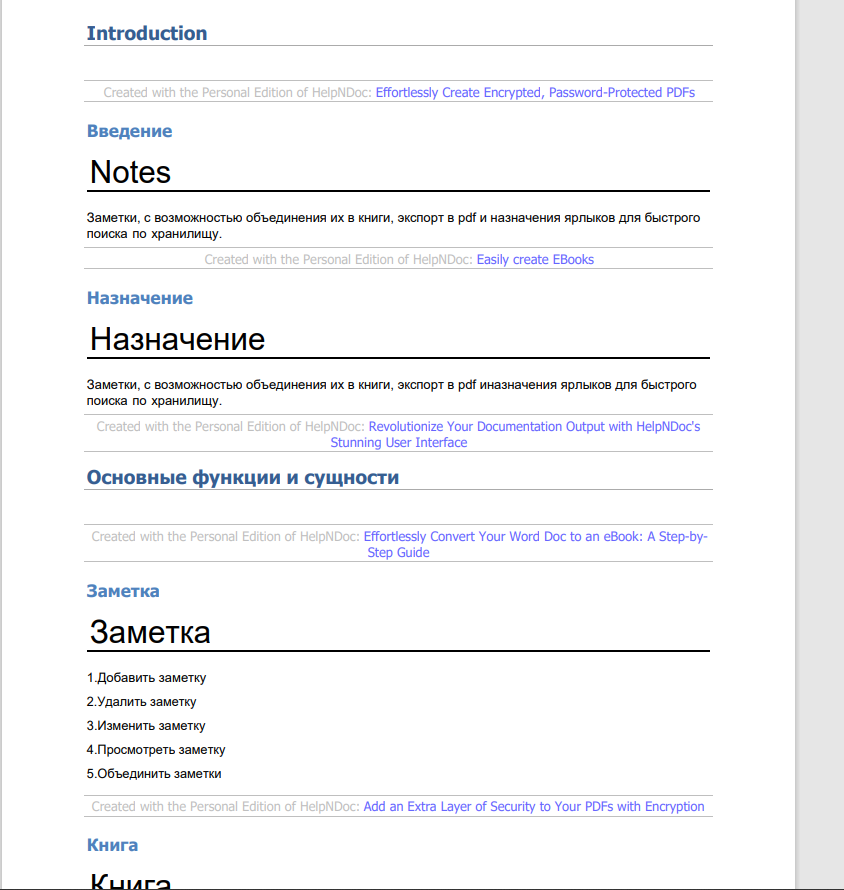 Introduction
Created with the Personal Edition of HelpNDoc: Effortlessly Create Encrypted, Password-Protected PDFs
Введение
Notes
Заметки, с возможностью объединения их в книги, экспорт в pdf и назначения ярлыков для быстрого
поиска по хранилищу.
Created with the Personal Edition of HelpNDoc: Easily create EBooks
Назначение
Назначение
Заметки, с возможностью объединения их в книги, экспорт в pdf иназначения ярлыков для быстрого
поиска по хранилищу.
Created with the Personal Edition of HelpNDoc: Revolutionize Your Documentation Output with HelpNDoc's
Stunning User Interface
Основные функции и сущности
Created with the Personal Edition of HelpNDoc: Effortlessly Convert Your Word Doc to an eBook: A Step-by-
Step Guide
Заметка
Заметка
1.Добавить заметку
2.Удалить заметку
3.Изменить заметку
4.Просмотреть заметку
5.Объединить заметки
Created with the Personal Edition of HelpNDoc: Add an Extra Layer of Security to Your PDFs with Encryption
Книга
Книга